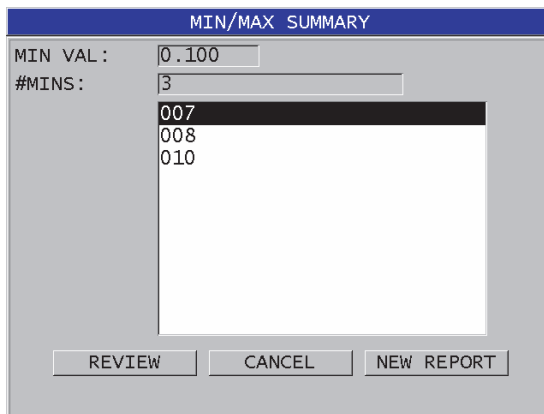 MIN/MAX SUMMARY
MIN VAL: 0.100
#MINS: 3
007
008
010
REVIEW CANCEL NEW REPORT